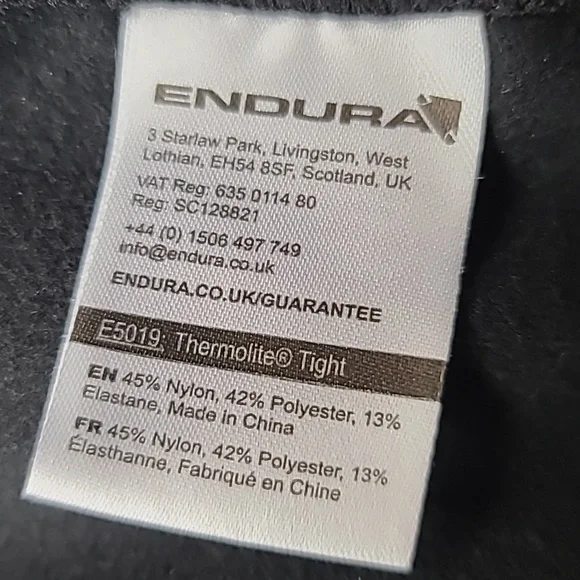 ENDURA
3 Starlaw Park, Livingston, West
Lothian, EH54 8SF, Scotland, UK
VAT Reg: 635 0114 80
Reg: SC128821
+44 (0) 1506 497 749
info@endura.co.uk
ENDURA.CO.UK/GUARANTEE
E5019: Thermolite® Tight
EN 45% Nylon, 42% Polyester, 13%
Elastane, Made in China
FR 45% Nylon, 42% Polyester, 13%
Élasthanne, Fabriqué en Chine